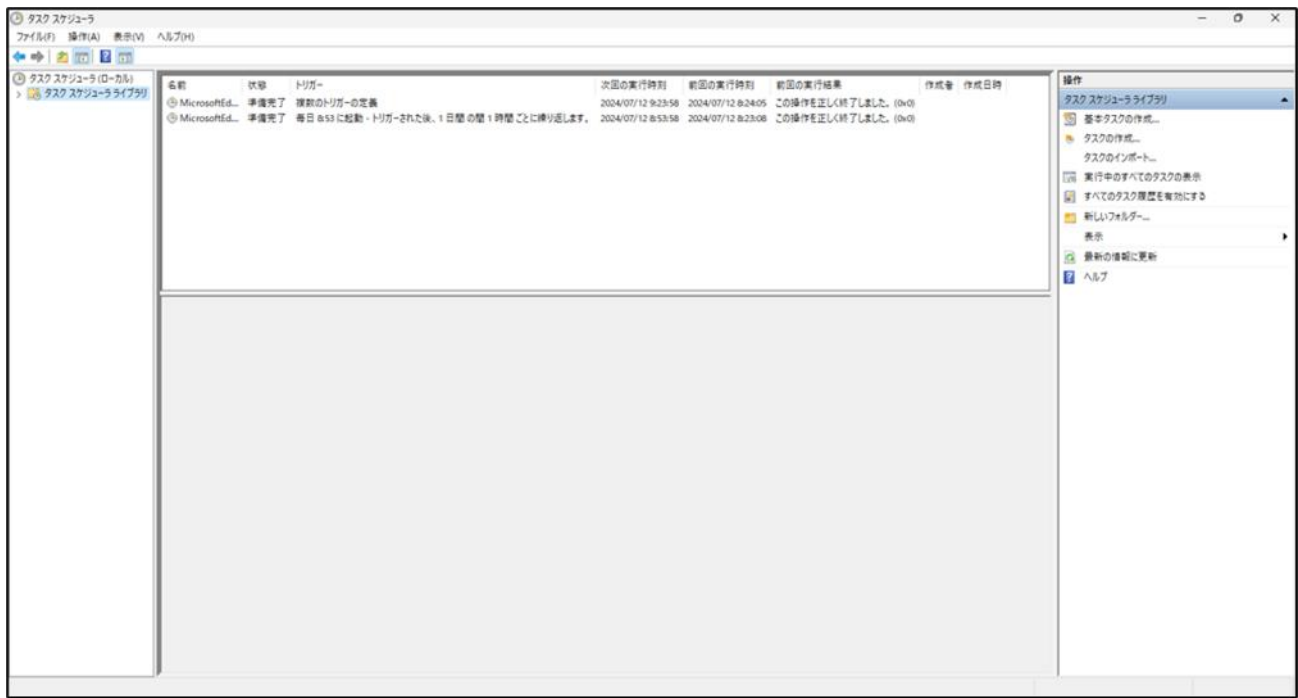 タスク スケジューラ
ファイル(F) 操作(A) 表示(V) ヘルプ(H)
タスク スケジューラ (ローカル)
タスク スケジューラ ライブラリ
名前 状態 トリガー 次回の実行時刻 前回の実行時刻 前回の実行結果 作成者 作成日時
MicrosoftEd... 準備完了 複数のトリガーの定義 2024/07/12 9:23:58 2024/07/12 8:24:05 この操作を正しく終了しました。 (0x0)
MicrosoftEd... 準備完了 毎日 8:53 に起動 - トリガーされた後、1 日間 の間 1 時間 ごとに繰り返します。 2024/07/12 8:53:58 2024/07/12 8:23:08 この操作を正しく終了しました。 (0x0)
操作
タスク スケジューラ ライブラリ
基本タスクの作成...
タスクの作成...
タスクのインポート...
実行中のすべてのタスクの表示
すべてのタスク履歴を有効にする
新しいフォルダー...
表示
最新の情報に更新
ヘルプ